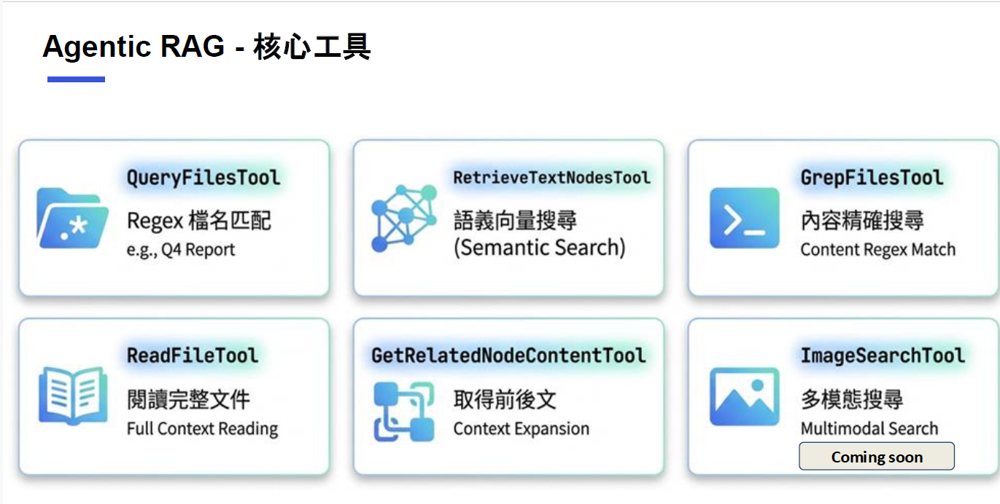 Agentic RAG - 核心工具
QueryFilesTool
Regex 檔名匹配
e.g., Q4 Report
RetrieveTextNodesTool
語義向量搜尋
(Semantic Search)
GrepFilesTool
內容精確搜尋
Content Regex Match
ReadFileTool
閱讀完整文件
Full Context Reading
GetRelatedNodeContentTool
取得前後文
Context Expansion
ImageSearchTool
多模態搜尋
Multimodal Search
Coming soon